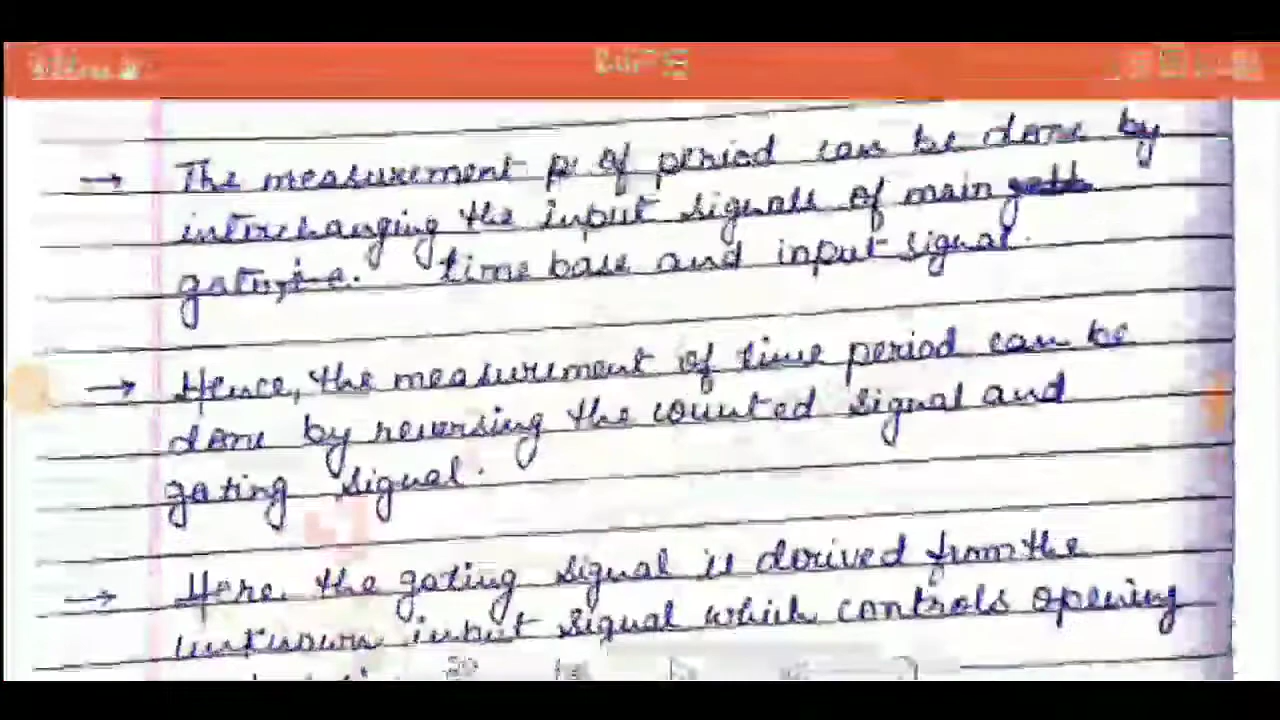 → The measurement p of period can be done by
interchanging the input signals of main
gate, i.e. time base and input signal.
→ Hence, the measurement of time period can be
done by reversing the counted signal and
gating signal.
→ Here, the gating signal is derived from the
unknown input signal which controls opening